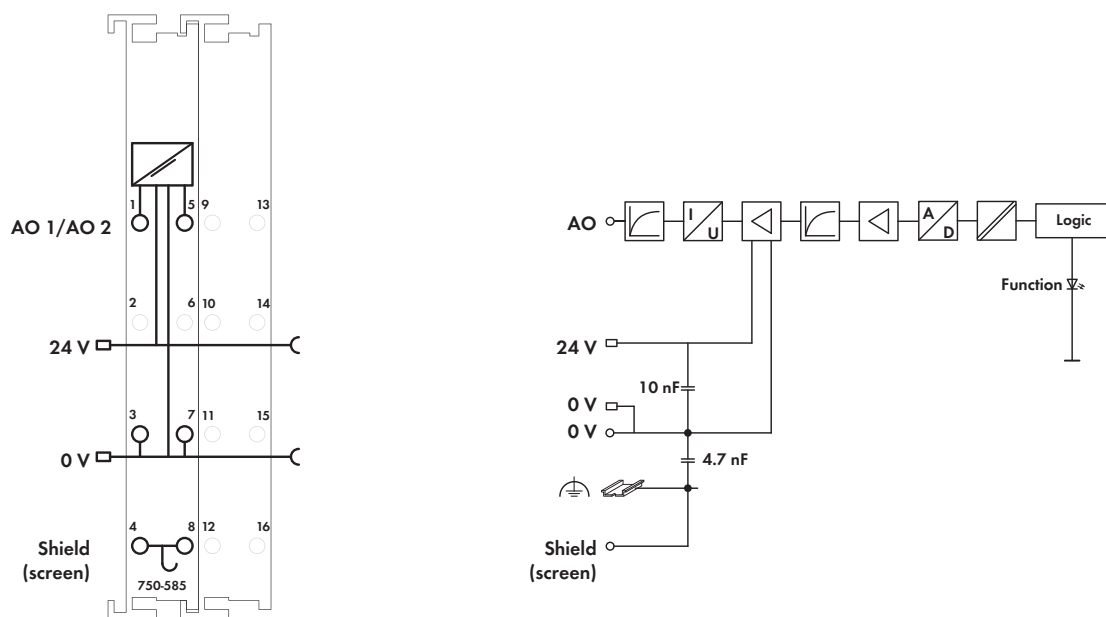 1
5
9
13
AO 1/AO 2
2
6
10
14
24 V
3
7
11
15
0 V
4
8
12
16
Shield
(screen)
750-585
AO
I
U
A
D
Logic
Function
24 V
10 nF
0 V
0 V
4.7 nF
Shield
(screen)